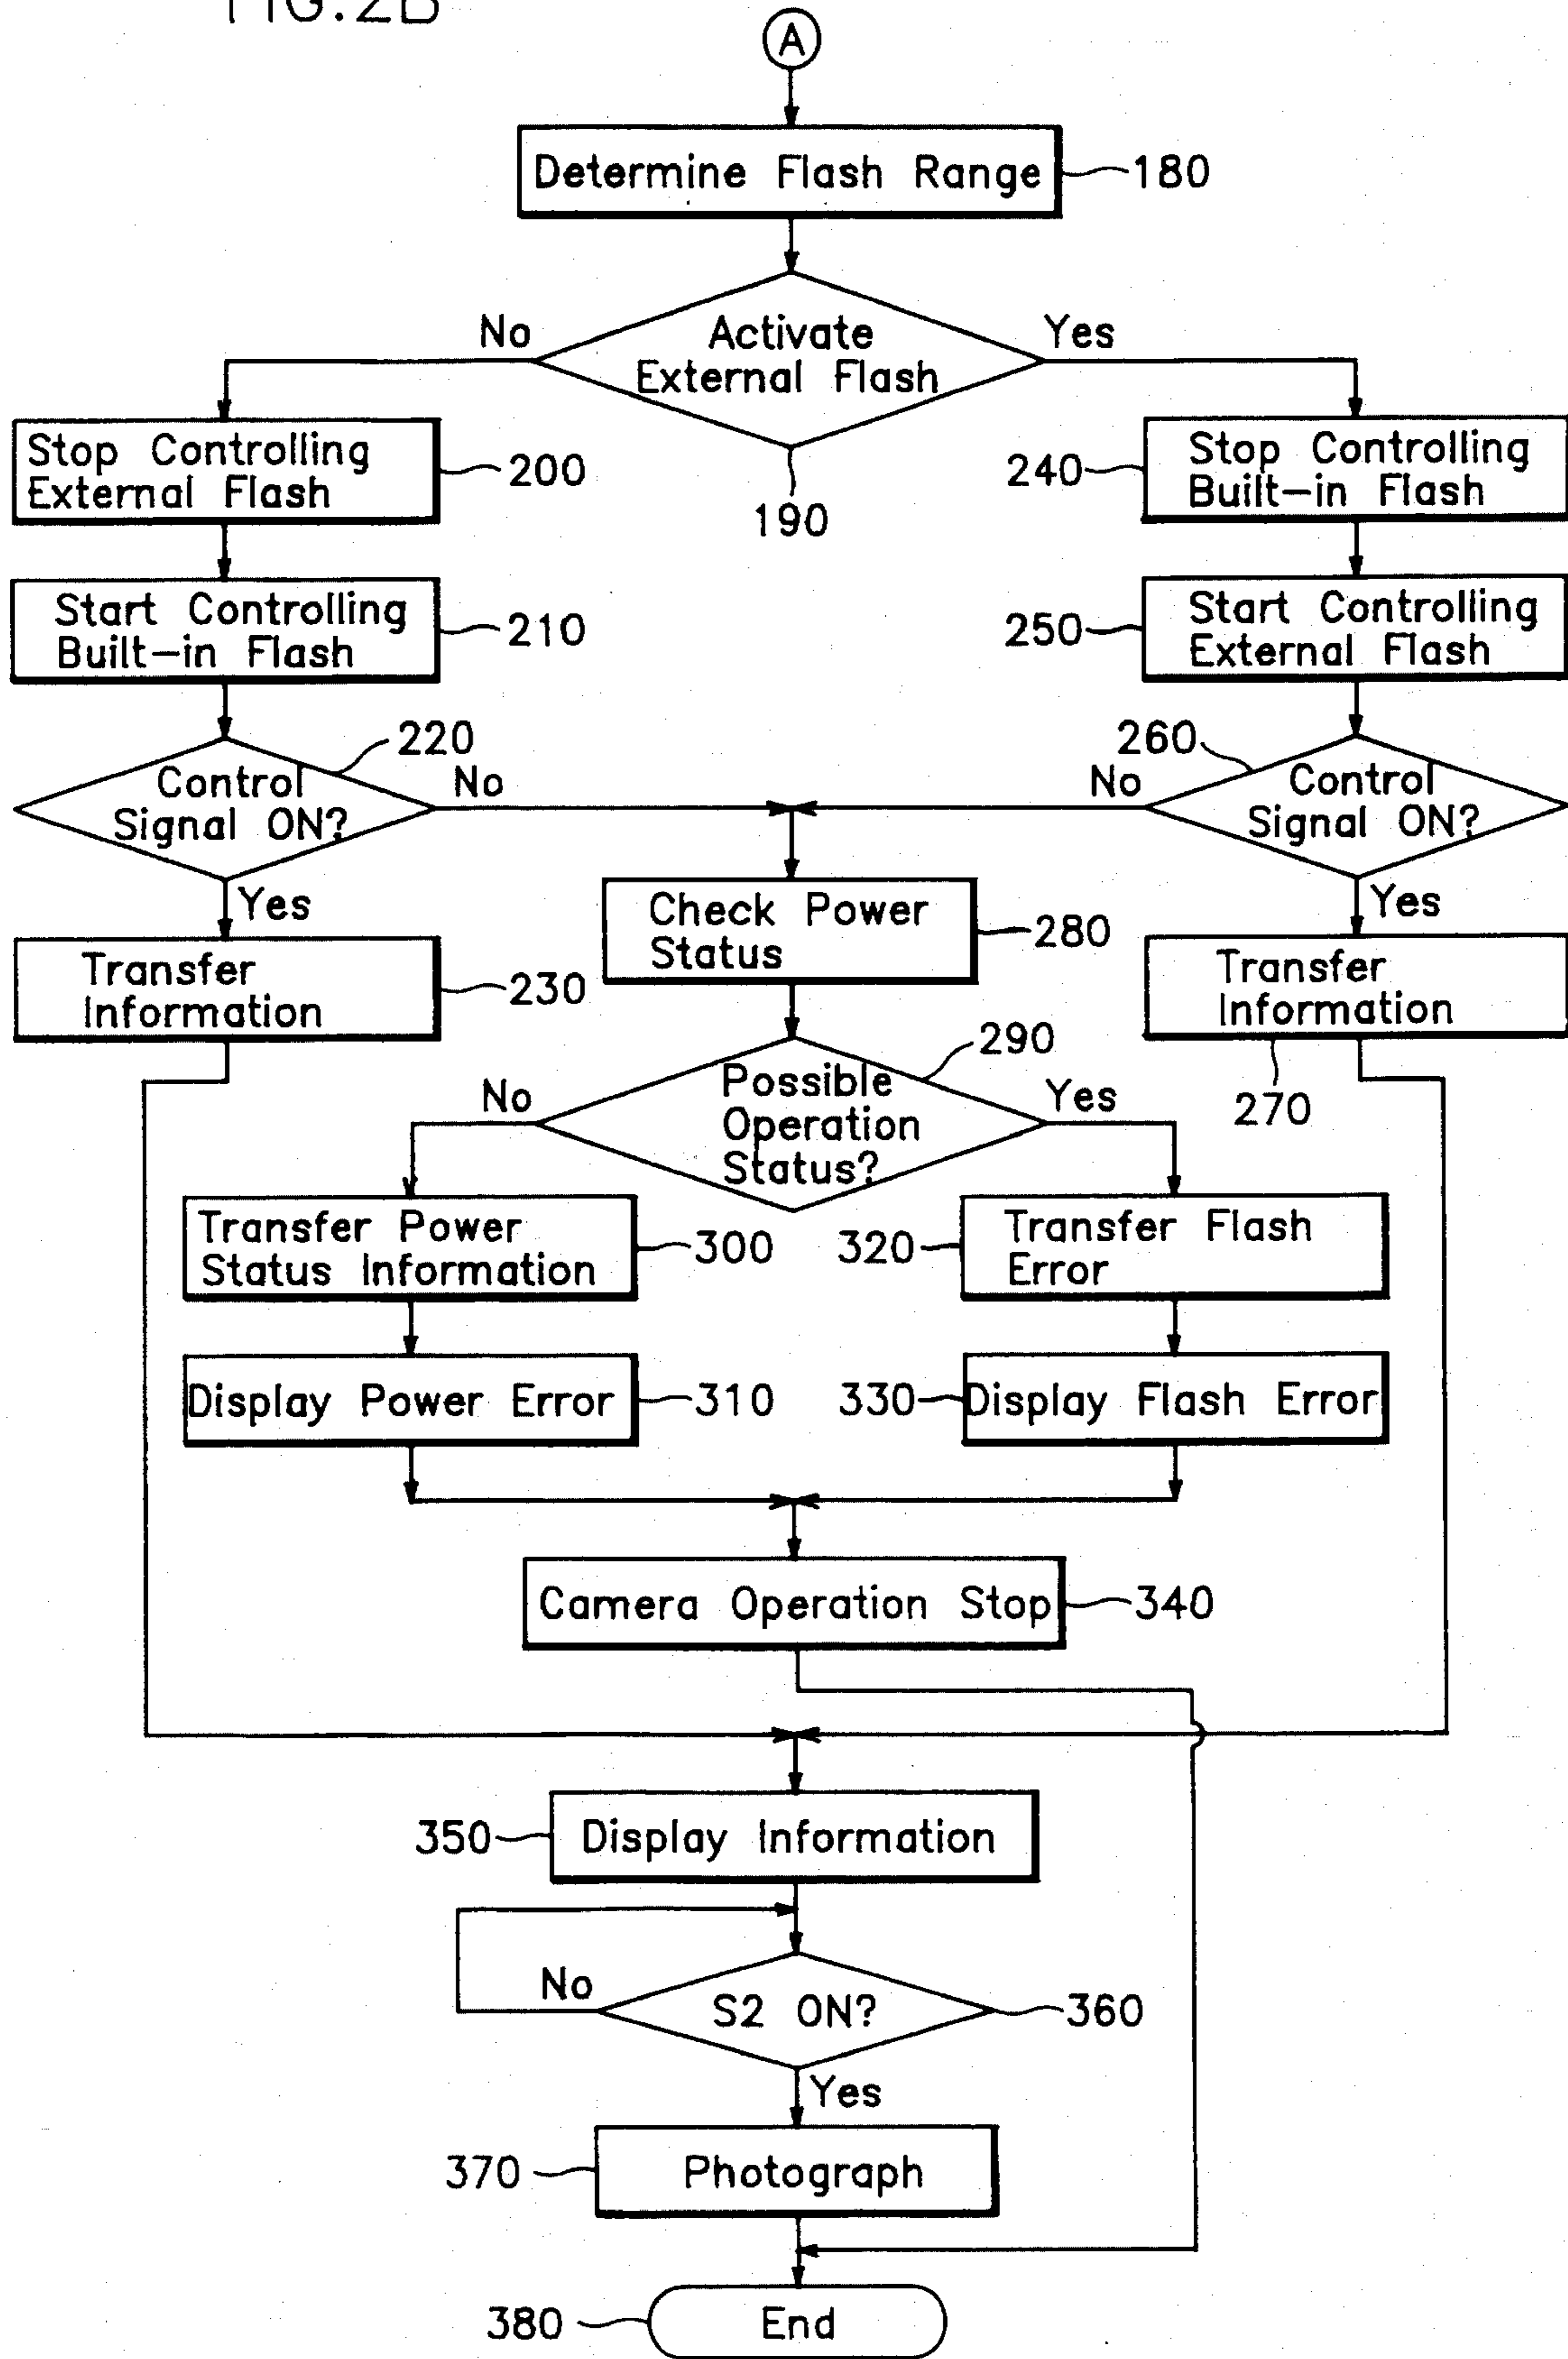 FIG.2B
A
Determine Flash Range
180
No
Activate
External Flash
Yes
190
Stop Controlling
External Flash
200
240
Stop Controlling
Built-in Flash
Start Controlling
Built-in Flash
210
250
Start Controlling
External Flash
220
Control
Signal ON?
No
Yes
260
No
Control
Signal ON?
Yes
Transfer
Information
230
Check Power
Status
280
Transfer
Information
270
290
No
Possible
Operation
Status?
Yes
Transfer Power
Status Information
300
320
Transfer Flash
Error
Display Power Error
310
330
Display Flash Error
Camera Operation Stop
340
350
Display Information
No
S2 ON?
360
Yes
370
Photograph
380
End